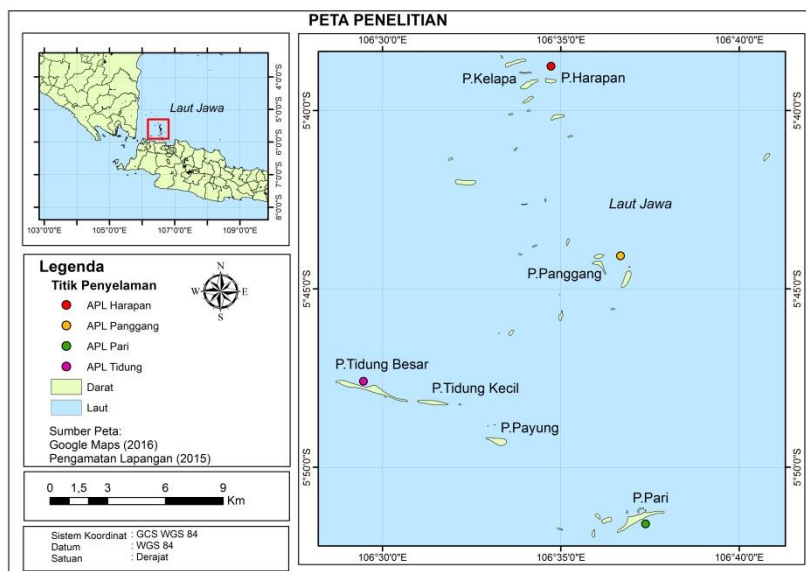 PETA PENELITIAN
4°0'0"S
5°0'0"S
6°0'0"S
7°0'0"S
8°0'0"S
Laut Jawa
103°0'0"E 105°0'0"E 107°0'0"E 109°0'0"E
Legenda
Titik Penyelaman
APL Harapan
APL Panggang
APL Pari
APL Tidung
Darat
Laut
N
W E
S
Sumber Peta:
Google Maps (2016)
Pengamatan Lapangan (2015)
0 1,5 3 6 9
Km
Sistem Koordinat : GCS WGS 84
Datum : WGS 84
Satuan : Derajat
106°30'0"E 106°35'0"E 106°40'0"E
P.Kelapa
P.Harapan
5°40'0"S
5°40'0"S
Laut Jawa
P.Panggang
5°45'0"S
5°45'0"S
P.Tidung Besar
P.Tidung Kecil
P.Payung
5°50'0"S
5°50'0"S
P.Pari
106°30'0"E 106°35'0"E 106°40'0"E